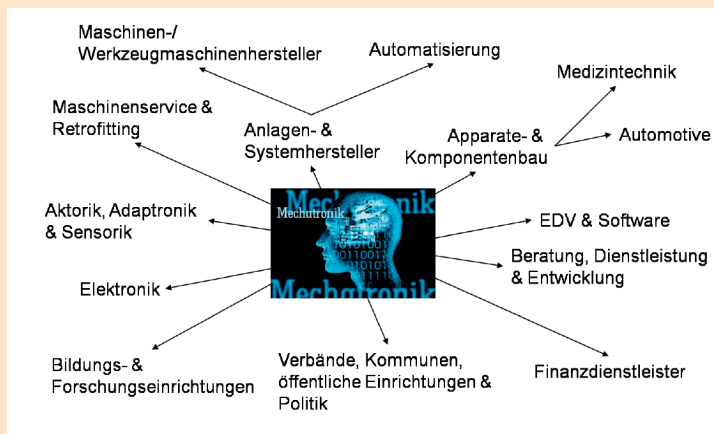 Maschinen-/
Werkzeugmaschinenhersteller
Automatisierung
Medizintechnik
Maschinenservice &
Retrofitting
Anlagen- &
Systemhersteller
Apparate- &
Komponentenbau
Automotive
Mechatronik
Mechatronik
Aktorik, Adaptronik
& Sensorik
EDV & Software
Beratung, Dienstleistung
& Entwicklung
Elektronik
Mechatronik
Bildungs- &
Forschungseinrichtungen
Verbände, Kommunen,
öffentliche Einrichtungen &
Politik
Finanzdienstleister